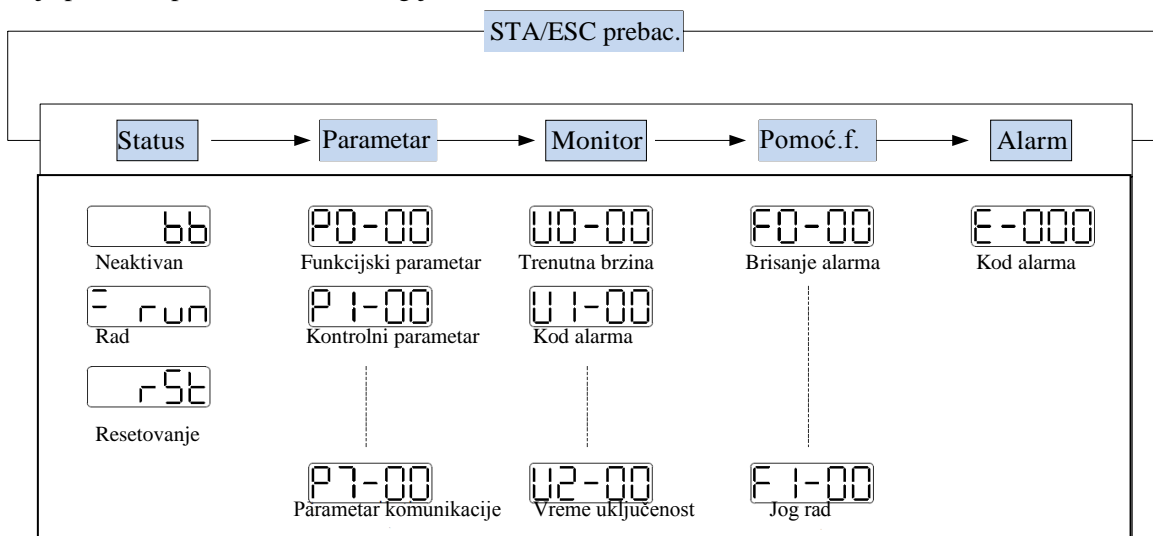 STA/ESC prebac.
Status Parametar Monitor Pomoć.f. Alarm
bb P0-00 U0-00 F0-00 E-000
Neaktivan Funkcijski parametar Trenutna brzina Brisanje alarma Kod alarma
run P1-00 U1-00
Rad Kontrolni parametar Kod alarma
rSt
Resetovanje
P7-00 U2-00 F1-00
Parametar komunikacije Vreme uključenost Jog rad